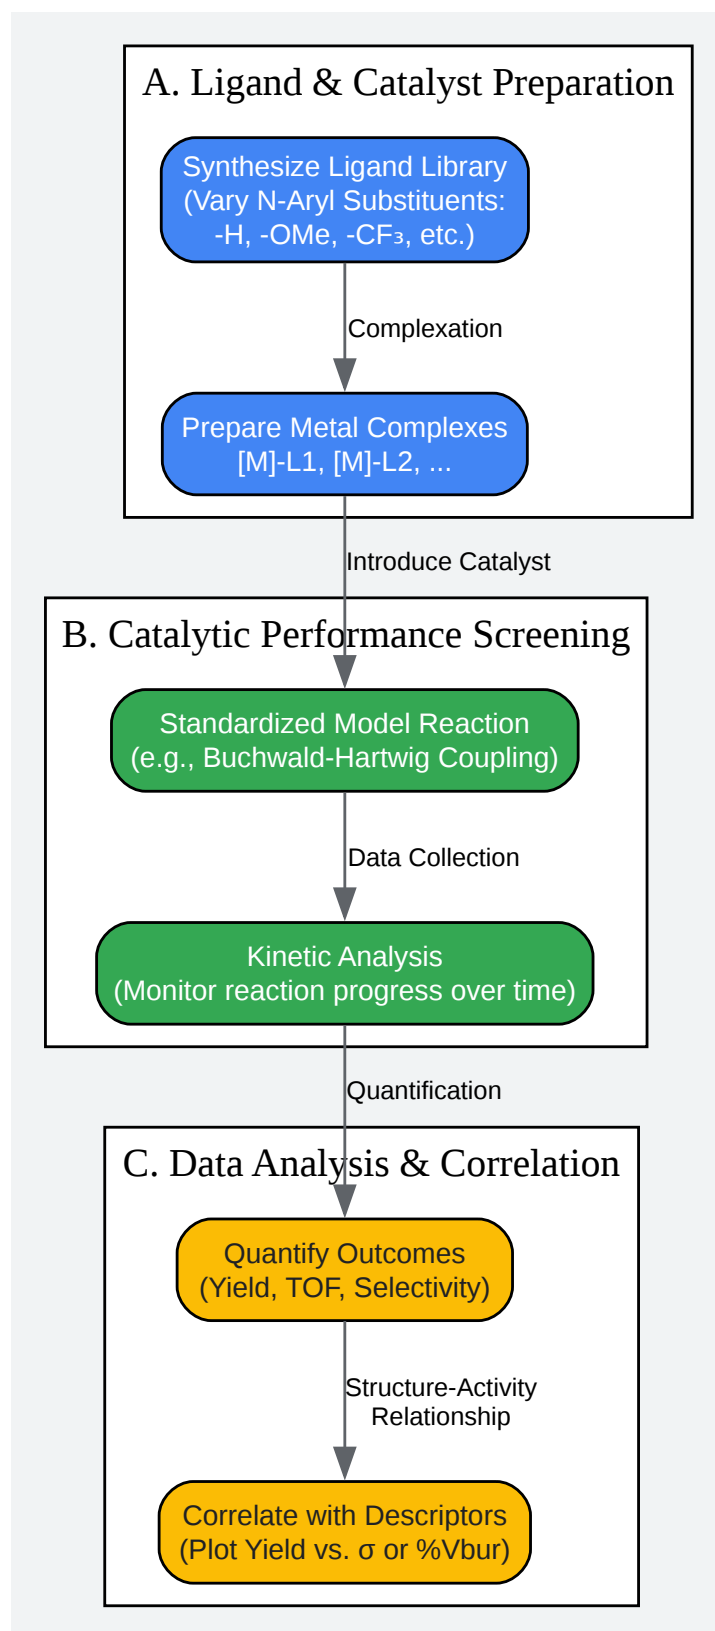 A. Ligand & Catalyst Preparation
Synthesize Ligand Library
(Vary N-Aryl Substituents:
-H, -OMe, -CF₃, etc.)
Complexation
Prepare Metal Complexes
[M]-L1, [M]-L2, ...
Introduce Catalyst
B. Catalytic Performance Screening
Standardized Model Reaction
(e.g., Buchwald-Hartwig Coupling)
Data Collection
Kinetic Analysis
(Monitor reaction progress over time)
Quantification
C. Data Analysis & Correlation
Quantify Outcomes
(Yield, TOF, Selectivity)
Structure-Activity
Relationship
Correlate with Descriptors
(Plot Yield vs. σ or %Vbur)